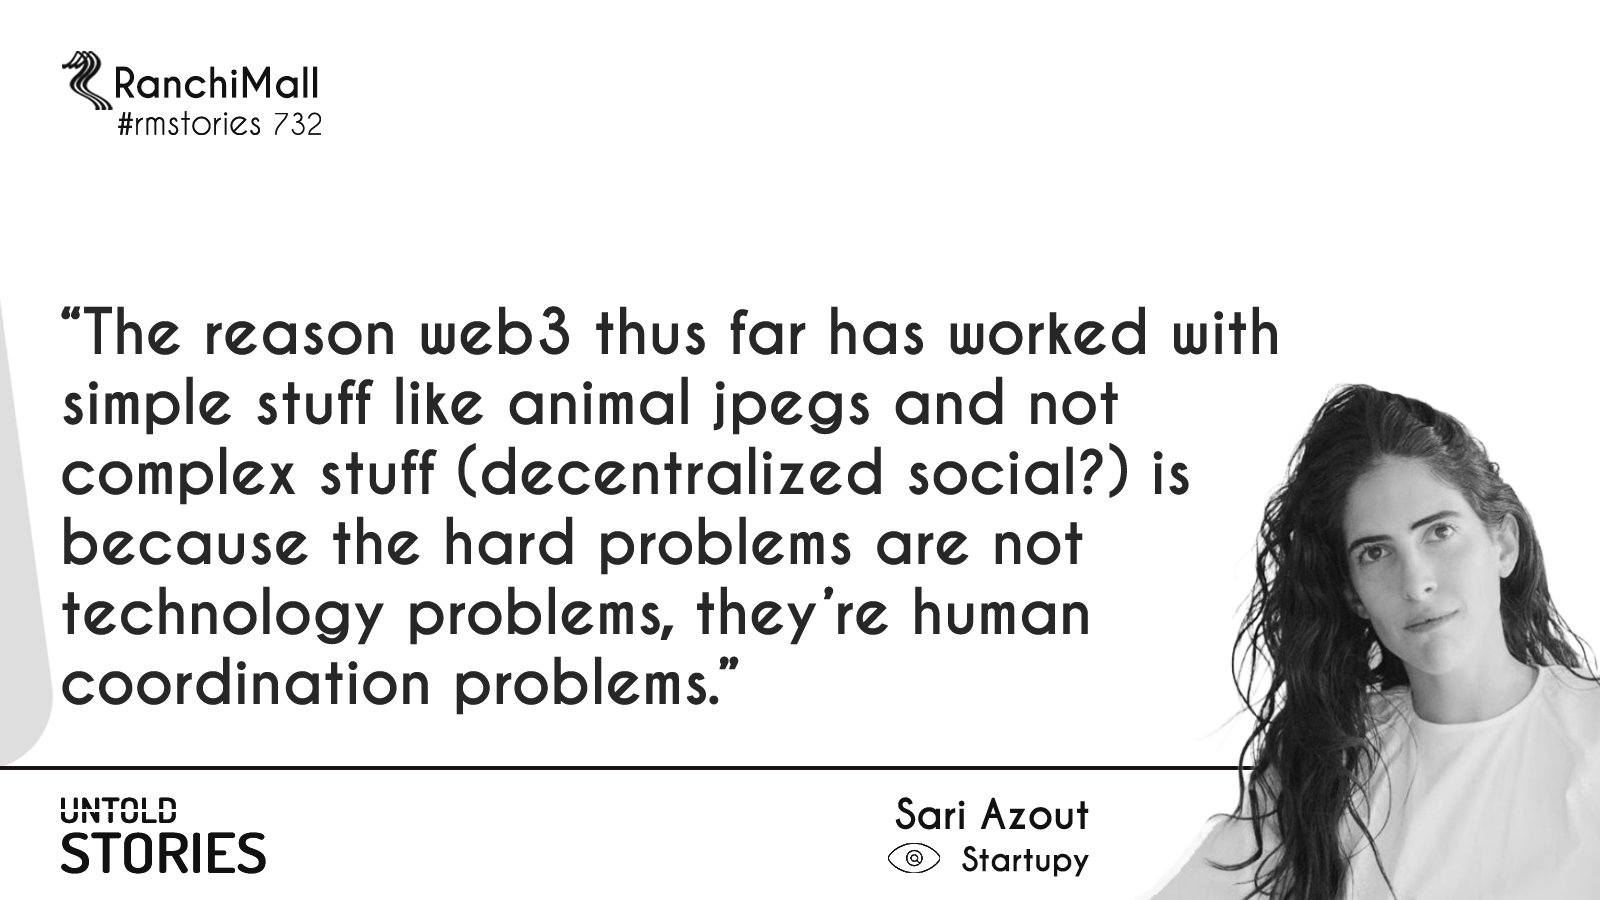 RanchiMall
#rmstories 732
“The reason web3 thus far has worked with
simple stuff like animal jpegs and not
complex stuff (decentralized social?) is
because the hard problems are not
technology problems, they’re human
coordination problems.”
UNTOLD
STORIES
Sari Azout
Startupy